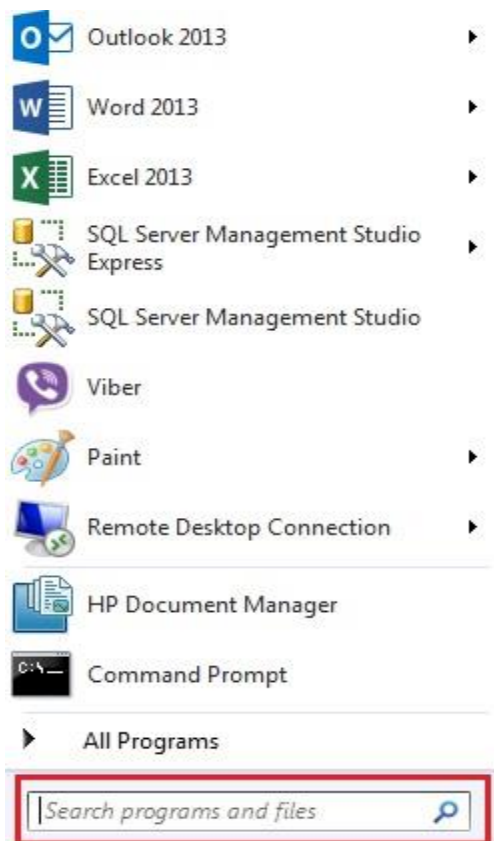 Outlook 2013
Word 2013
Excel 2013
SQL Server Management Studio
Express
SQL Server Management Studio
Viber
Paint
Remote Desktop Connection
HP Document Manager
C:\_
Command Prompt
All Programs
Search programs and files